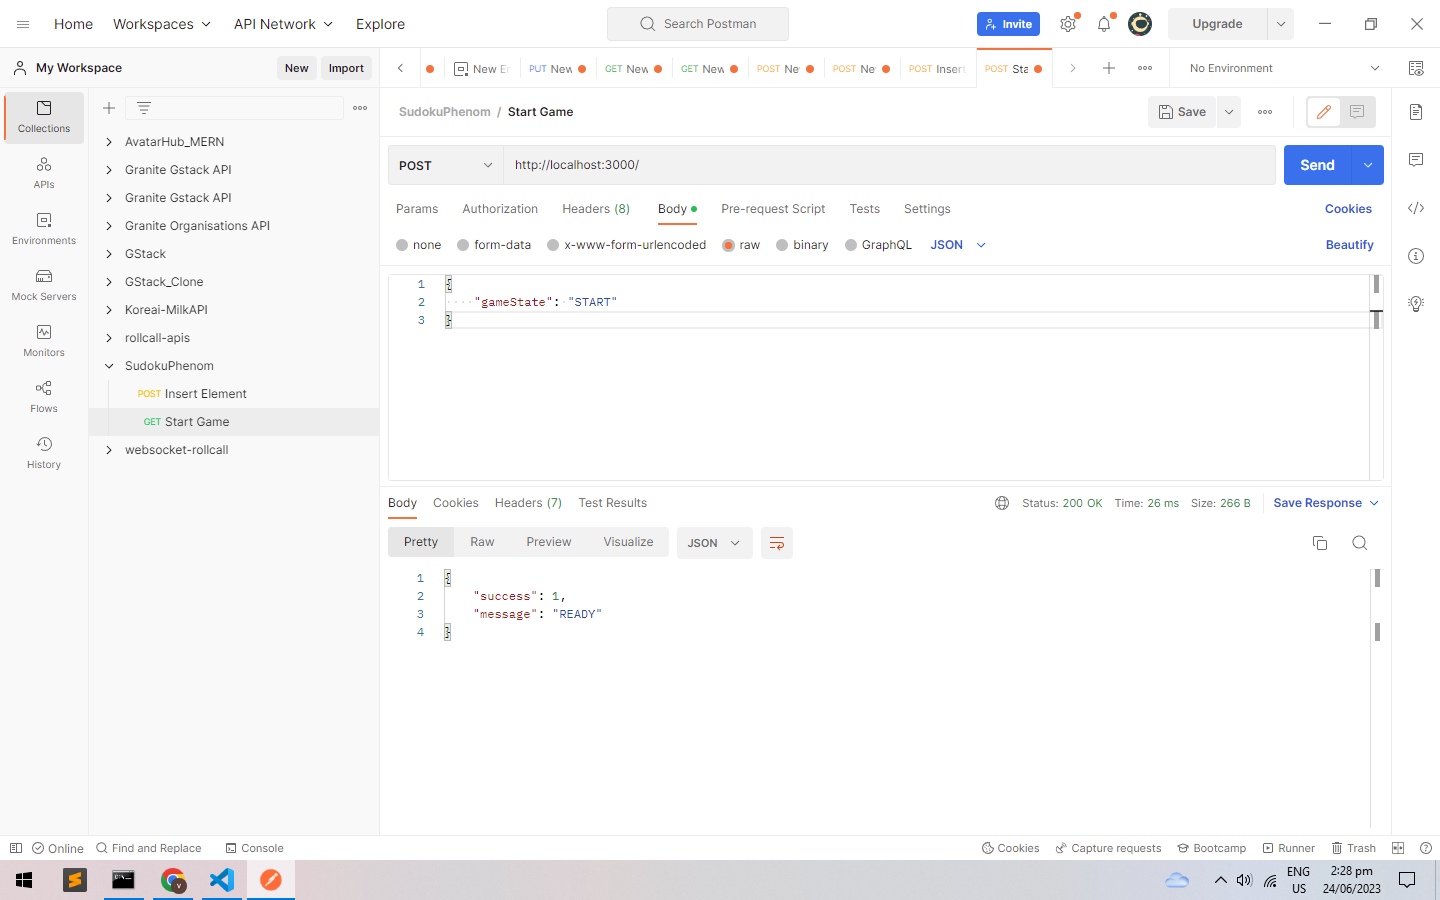 Home Workspaces API Network Explore Search Postman Invite Upgrade
My Workspace New Import New En PUT New GET New GET New POST Ne POST Ne POST Insert POST Sta No Environment
Collections
APIs
Environments
Mock Servers
Monitors
Flows
History
AvatarHub_MERN
Granite Gstack API
Granite Gstack API
Granite Organisations API
GStack
GStack_Clone
Koreai-MilkAPI
rollcall-apis
SudokuPhenom
POST Insert Element
GET Start Game
websocket-rollcall
SudokuPhenom / Start Game Save
POST http://localhost:3000/ Send
Params Authorization Headers (8) Body Pre-request Script Tests Settings Cookies
none form-data x-www-form-urlencoded raw binary GraphQL JSON Beautify
1 {
2 "gameState": "START"
3 }
Body Cookies Headers (7) Test Results Status: 200 OK Time: 26 ms Size: 266 B Save Response
Pretty Raw Preview Visualize JSON
1 {
2 "success": 1,
3 "message": "READY"
4 }
Online Find and Replace Console Cookies Capture requests Bootcamp Runner Trash
V ENG US 2:28 pm 24/06/2023